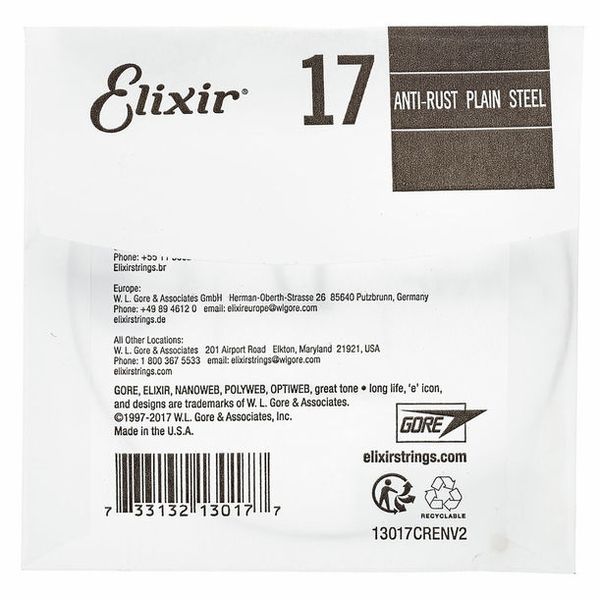 Elixir®
17
ANTI-RUST PLAIN STEEL
Phone: +55 11
Elixirstrings.br
Europe:
W. L. Gore & Associates GmbH Herman-Oberth-Strasse 26 85640 Putzbrunn, Germany
Phone: +49 89 4612 0 email: elixireurope@wlgore.com
elixirstrings.de
All Other Locations:
W. L. Gore & Associates 201 Airport Road Elkton, Maryland 21921, USA
Phone: 1 800 367 5533 email: elixirstrings@wlgore.com
elixirstrings.com
GORE, ELIXIR, NANOWEB, POLYWEB, OPTIWEB, great tone • long life, 'e' icon,
and designs are trademarks of W. L. Gore & Associates.
©1997-2017 W.L. Gore & Associates, Inc.
Made in the U.S.A.
GORE
elixirstrings.com
7 33132 13017 7
RECYCLABLE
13017CRENV2